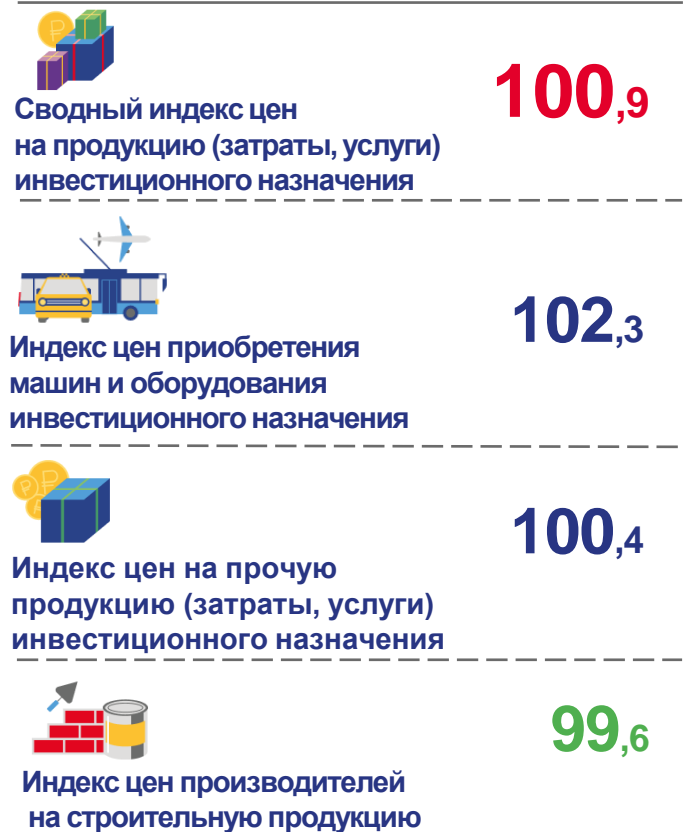 Сводный индекс цен
на продукцию (затраты, услуги)
инвестиционного назначения
100,9
Индекс цен приобретения
машин и оборудования
инвестиционного назначения
102,3
Индекс цен на прочую
продукцию (затраты, услуги)
инвестиционного назначения
100,4
Индекс цен производителей
на строительную продукцию
99,6